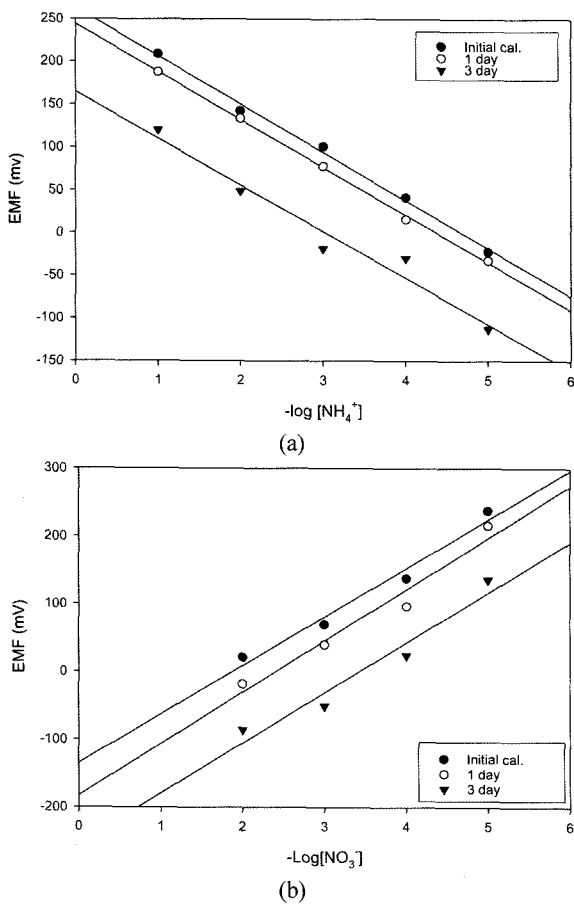 250
200
150
100
50
0
-50
-100
-150
EMF (mv)
Initial cal.
1 day
3 day
0 1 2 3 4 5 6
-log [NH4+]
(a)
300
200
100
0
-100
-200
EMF (mV)
Initial cal.
1 day
3 day
0 1 2 3 4 5 6
-Log[NO3-]
(b)